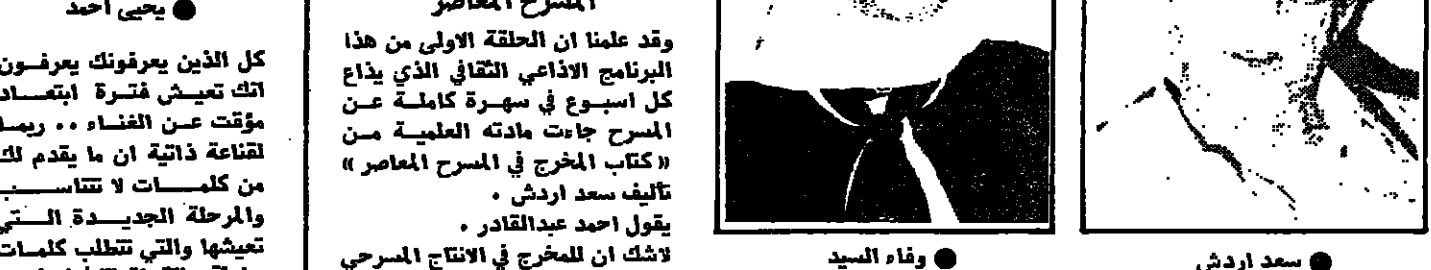 ● سعد اردش
● وفاء السيد
المسرح المعاصر
وقد علمنا ان الحلقة الاولى من هذا
البرنامج الاذاعي الثقافي الذي يذاع
كل اسبوع في سهرة كاملة عن
المسرح جاءت مادته العلمية من
« كتاب المخرج في المسرح المعاصر »
تأليف سعد اردش .
يقول احمد عبدالقادر .
لاشك ان للمخرج في الانتاج المسرحي
● يحيى احمد
كل الذين يعرفونك يعرفون
انك تعيش فترة ابتعاد
مؤقت عن الغناء .. ربما
لقناعة ذاتية ان ما يقدم لك
من كلمات لا تتناسب
والمرحلة الجديدة التي
تعيشها والتي تتطلب كلمات